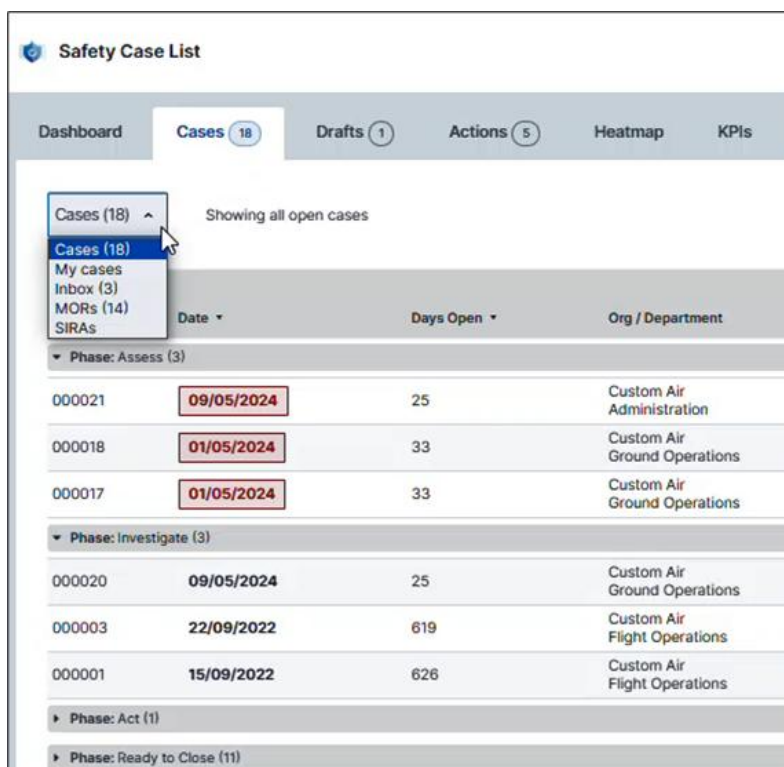 Safety Case List
Dashboard Cases 18 Drafts 1 Actions 5 Heatmap KPIs
Cases (18) Showing all open cases
Cases (18)
My cases
Inbox (3)
MORs (14)
SIRAs
Date Days Open Org / Department
Phase: Assess (3)
000021 09/05/2024 25 Custom Air
Administration
000018 01/05/2024 33 Custom Air
Ground Operations
000017 01/05/2024 33 Custom Air
Ground Operations
Phase: Investigate (3)
000020 09/05/2024 25 Custom Air
Ground Operations
000003 22/09/2022 619 Custom Air
Flight Operations
000001 15/09/2022 626 Custom Air
Flight Operations
Phase: Act (1)
Phase: Ready to Close (11)